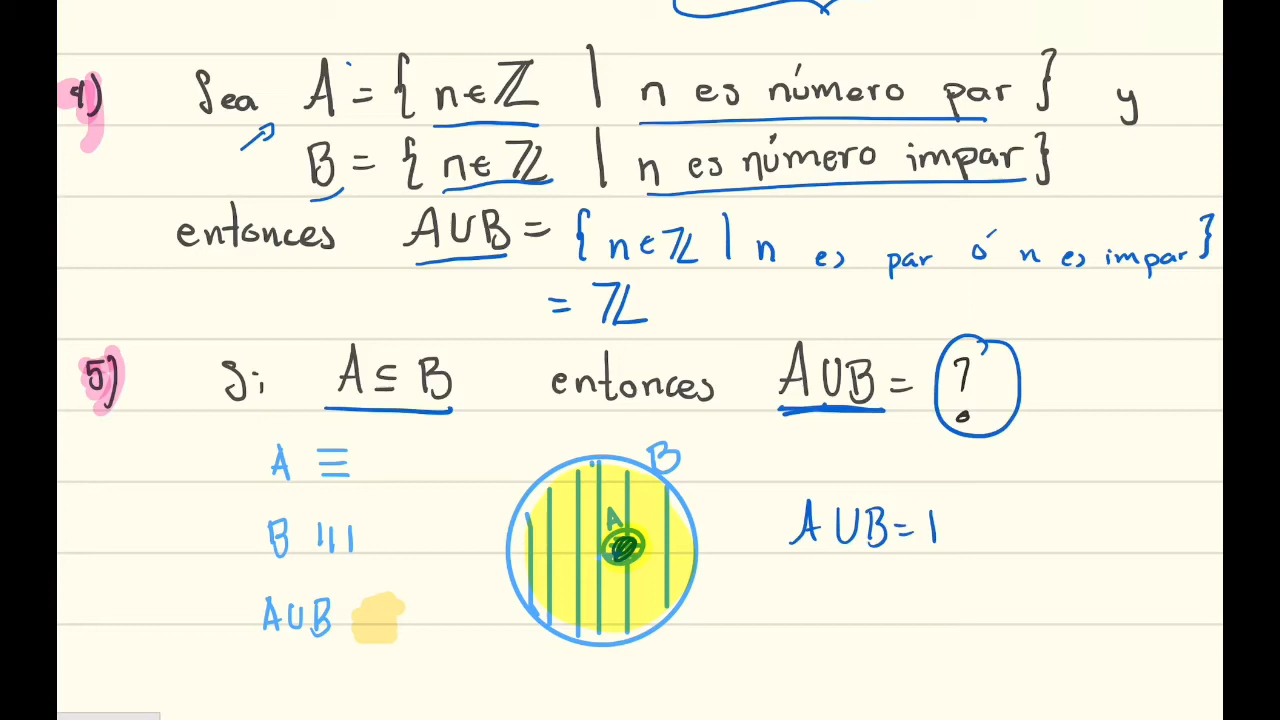 4) Sea A = { n ∈ ℤ | n es número par } y
B = { n ∈ ℤ | n es número impar }
entonces A ∪ B = { n ∈ ℤ | n es par ó n es impar }
= ℤ
5) Si A ⊆ B entonces A ∪ B = ?
A ≡
B |||
A ∪ B
B
A
A ∪ B =